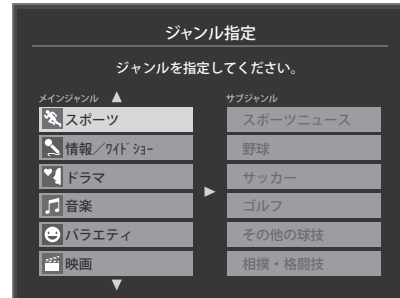 ジャンル指定
ジャンルを指定してください。
メインジャンル
サブジャンル
スポーツ
スポーツニュース
情報／ﾜｲﾄﾞｼｮｰ
野球
ドラマ
サッカー
音楽
ゴルフ
バラエティ
その他の球技
映画
相撲・格闘技